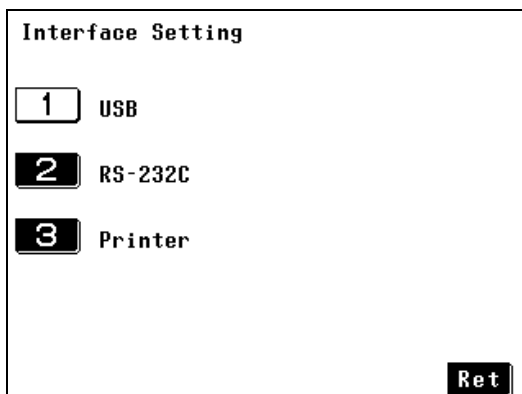 Interface Setting
1 USB
2 RS-232C
3 Printer
Ret